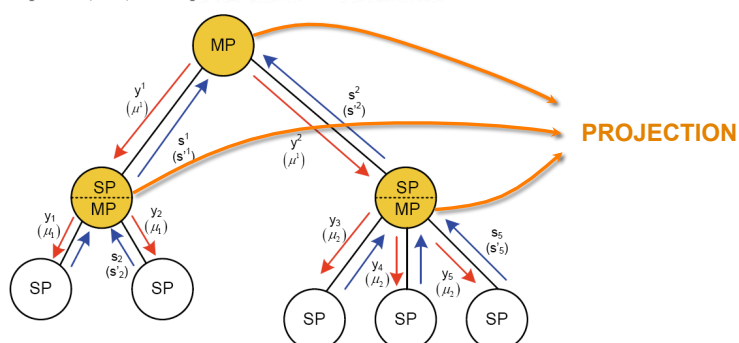 MP
y¹
(μ¹)
s²
(s'²)
s¹
(s'¹)
y²
(μ¹)
PROJECTION
SP
MP
SP
MP
y₁
(μ₁)
y₂
(μ₁)
s₂
(s'₂)
y₃
(μ₂)
y₄
(μ₂)
y₅
(μ₂)
s₅
(s'₅)
SP
SP
SP
SP
SP